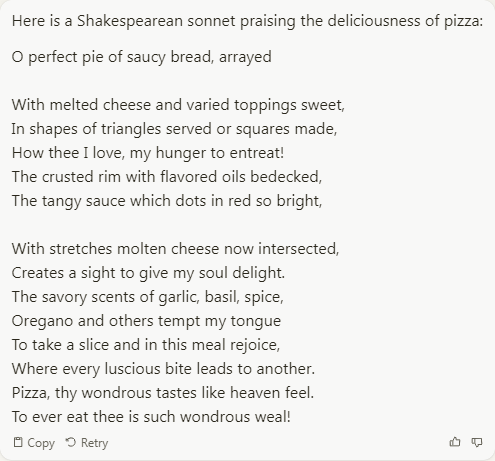 Here is a Shakespearean sonnet praising the deliciousness of pizza:
O perfect pie of saucy bread, arrayed
With melted cheese and varied toppings sweet,
In shapes of triangles served or squares made,
How thee I love, my hunger to entreat!
The crusted rim with flavored oils bedecked,
The tangy sauce which dots in red so bright,
With stretches molten cheese now intersected,
Creates a sight to give my soul delight.
The savory scents of garlic, basil, spice,
Oregano and others tempt my tongue
To take a slice and in this meal rejoice,
Where every luscious bite leads to another.
Pizza, thy wondrous tastes like heaven feel.
To ever eat thee is such wondrous weal!
Copy Retry